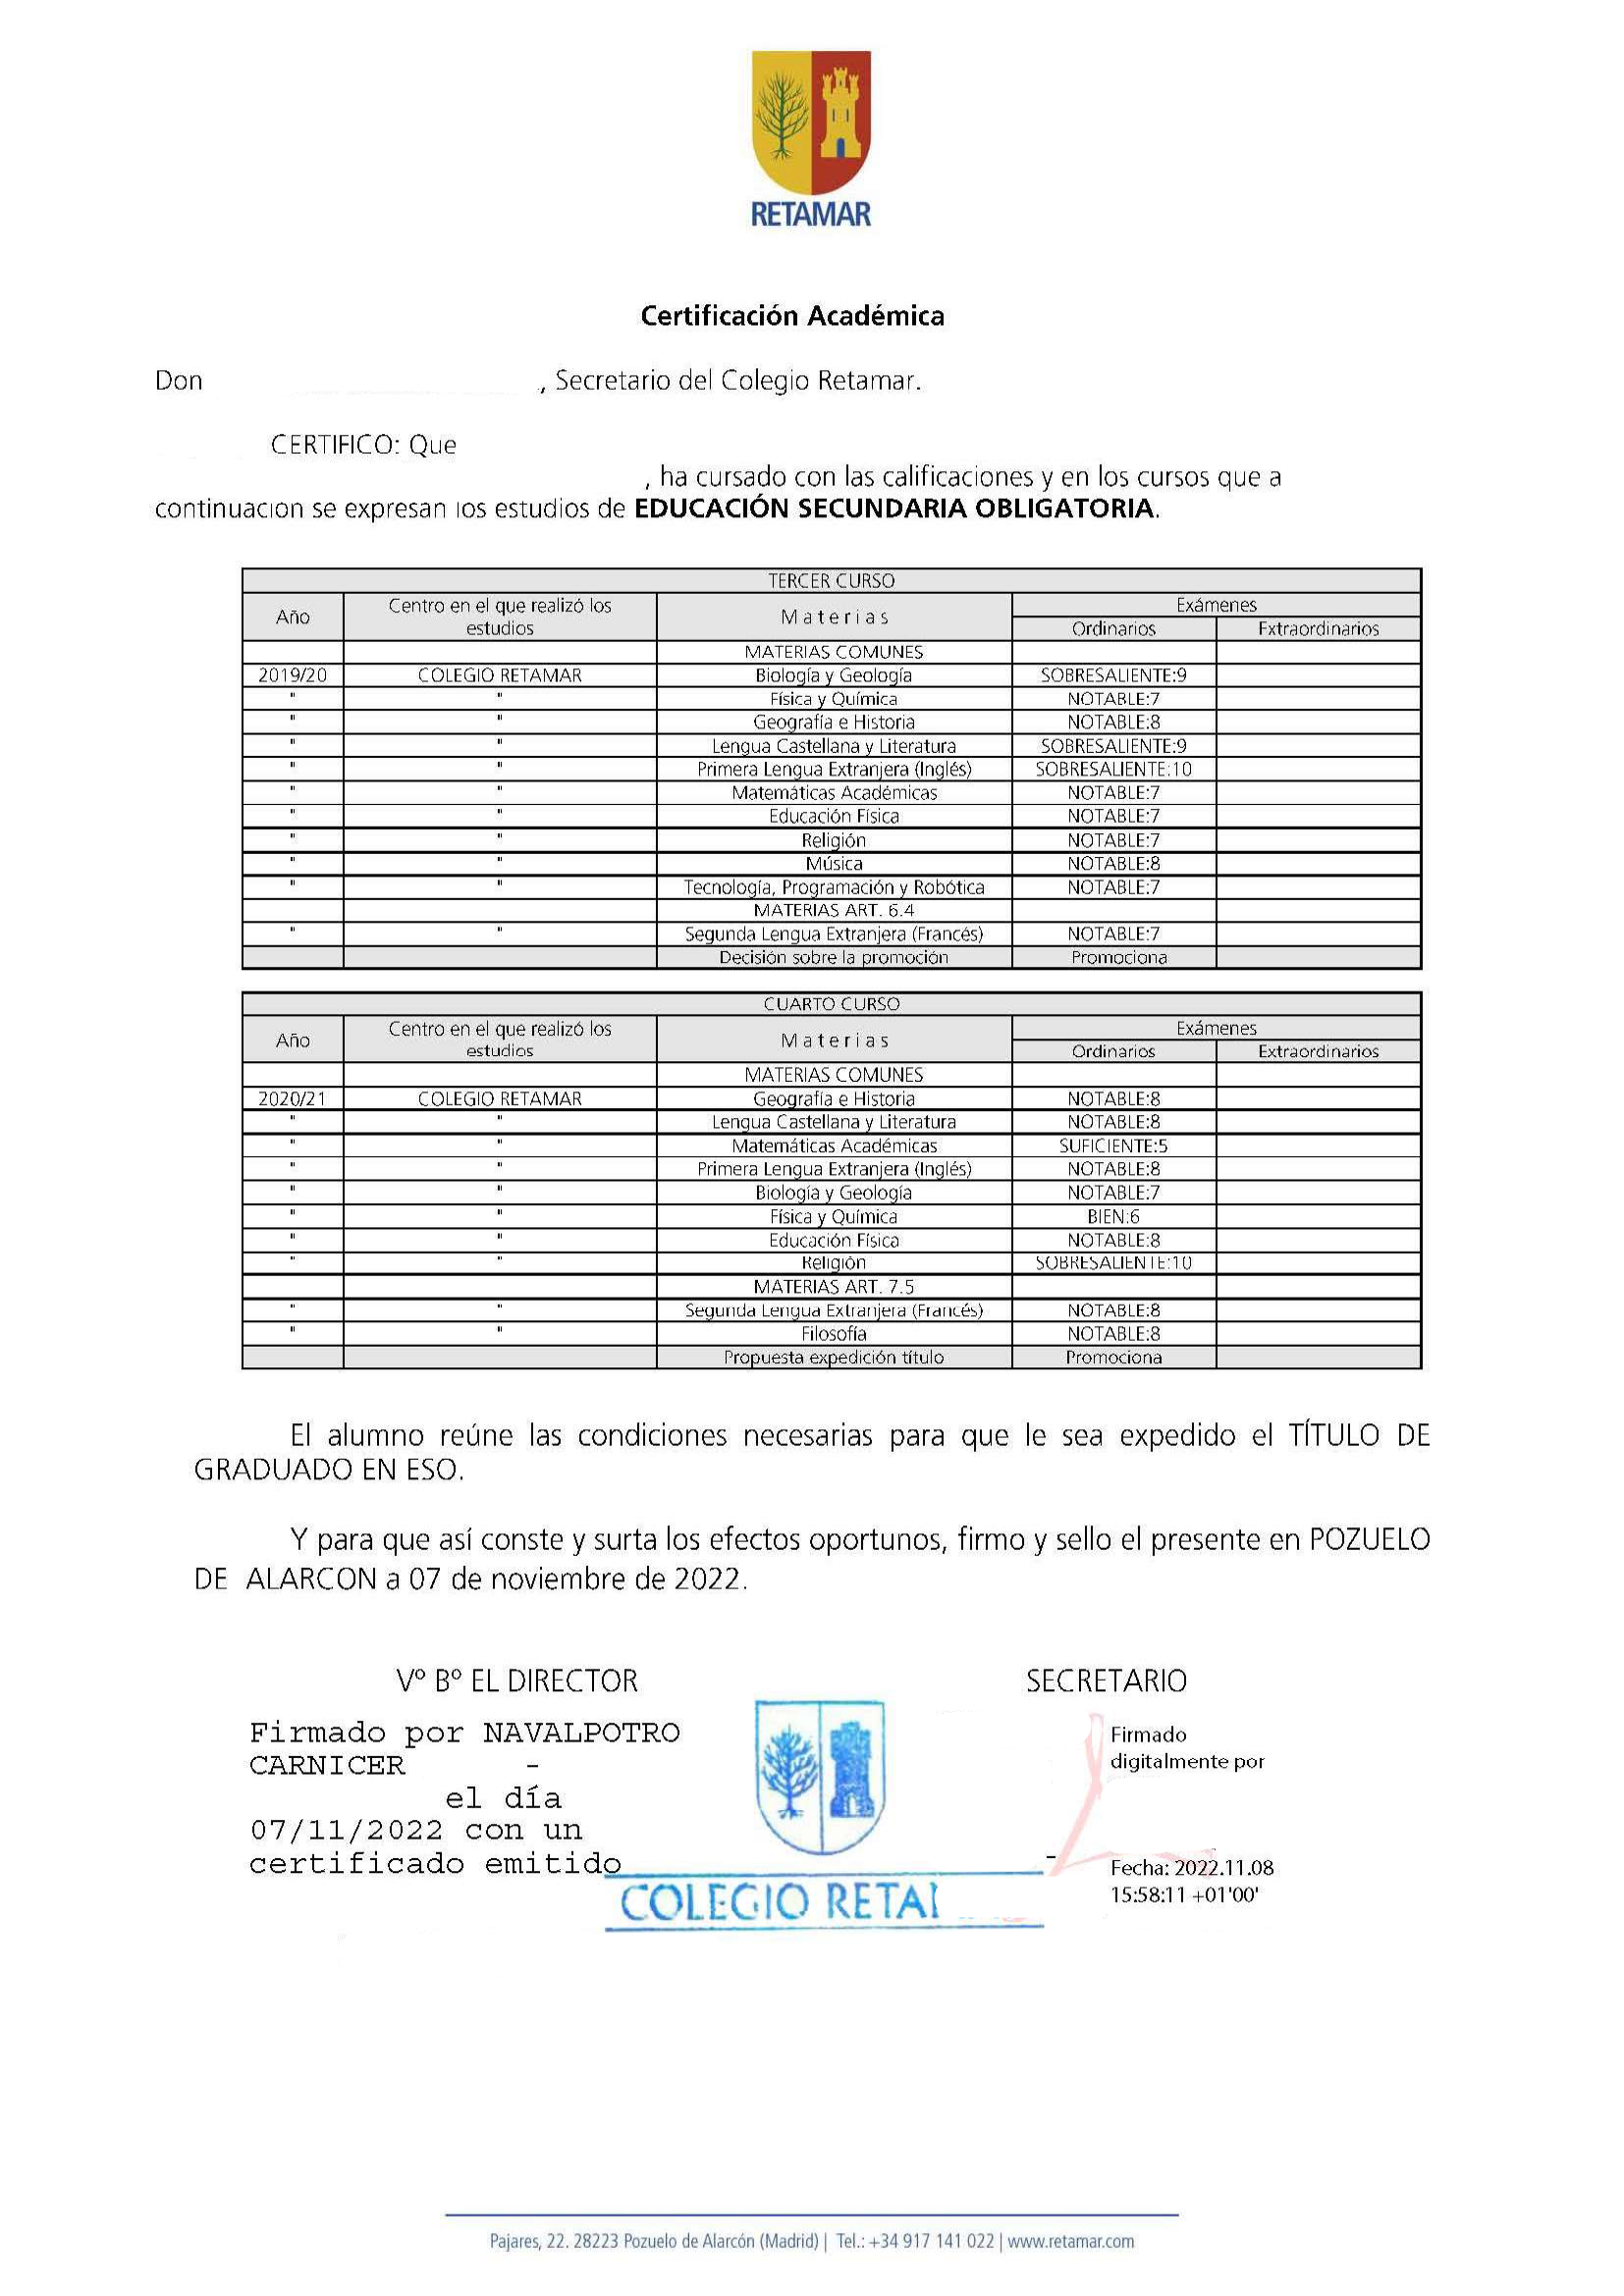 RETAMAR
Certificación Académica
Don , Secretario del Colegio Retamar.
CERTIFICO: Que
, ha cursado con las calificaciones y en los cursos que a
continuación se expresan los estudios de EDUCACIÓN SECUNDARIA OBLIGATORIA.
TERCER CURSO
Año Centro en el que realizó los estudios Materias Exámenes
Ordinarios Extraordinarios
MATERIAS COMUNES
2019/20 COLEGIO RETAMAR Biología y Geología SOBRESALIENTE:9
" " Física y Química NOTABLE:7
" " Geografía e Historia NOTABLE:8
" " Lengua Castellana y Literatura SOBRESALIENTE:9
" " Primera Lengua Extranjera (Inglés) SOBRESALIENTE:10
" " Matemáticas Académicas NOTABLE:7
" " Educación Física NOTABLE:7
" " Religión NOTABLE:7
" " Música NOTABLE:8
" " Tecnología, Programación y Robótica NOTABLE:7
MATERIAS ART. 6.4
" " Segunda Lengua Extranjera (Francés) NOTABLE:7
Decisión sobre la promoción Promociona
CUARTO CURSO
Año Centro en el que realizó los estudios Materias Exámenes
Ordinarios Extraordinarios
MATERIAS COMUNES
2020/21 COLEGIO RETAMAR Geografía e Historia NOTABLE:8
" " Lengua Castellana y Literatura NOTABLE:8
" " Matemáticas Académicas SUFICIENTE:5
" " Primera Lengua Extranjera (Inglés) NOTABLE:8
" " Biología y Geología NOTABLE:7
" " Física y Química BIEN:6
" " Educación Física NOTABLE:8
" " Religión SOBRESALIENTE:10
MATERIAS ART. 7.5
" " Segunda Lengua Extranjera (Francés) NOTABLE:8
" " Filosofía NOTABLE:8
Propuesta expedición título Promociona
El alumno reúne las condiciones necesarias para que le sea expedido el TÍTULO DE
GRADUADO EN ESO.
Y para que así conste y surta los efectos oportunos, firmo y sello el presente en POZUELO
DE ALARCON a 07 de noviembre de 2022.
Vº Bº EL DIRECTOR
Firmado por NAVALPOTRO
CARNICER -
el día
07/11/2022 con un
certificado emitido
COLEGIO RETA
SECRETARIO
Firmado
digitalmente por
-
Fecha: 2022.11.08
15:58:11 +01'00'
Pajares, 22. 28223 Pozuelo de Alarcón (Madrid) | Tel.: +34 917 141 022 | www.retamar.com